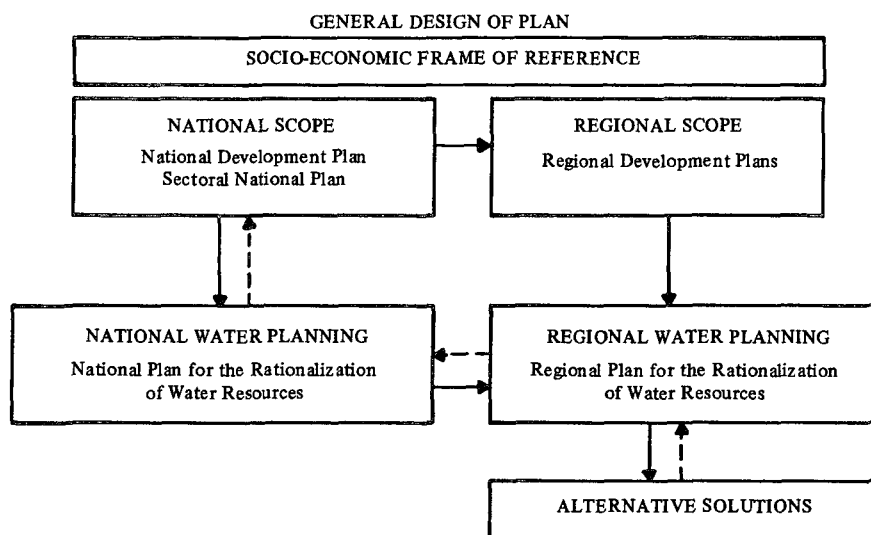 GENERAL DESIGN OF PLAN
SOCIO-ECONOMIC FRAME OF REFERENCE
NATIONAL SCOPE
National Development Plan
Sectoral National Plan
REGIONAL SCOPE
Regional Development Plans
NATIONAL WATER PLANNING
National Plan for the Rationalization
of Water Resources
REGIONAL WATER PLANNING
Regional Plan for the Rationalization
of Water Resources
ALTERNATIVE SOLUTIONS